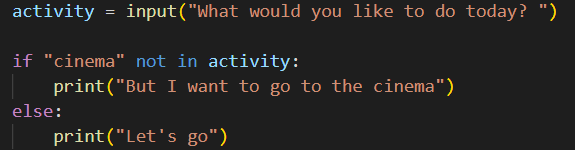 activity = input("What would you like to do today? ")
if "cinema" not in activity:
    print("But I want to go to the cinema")
else:
    print("Let's go")